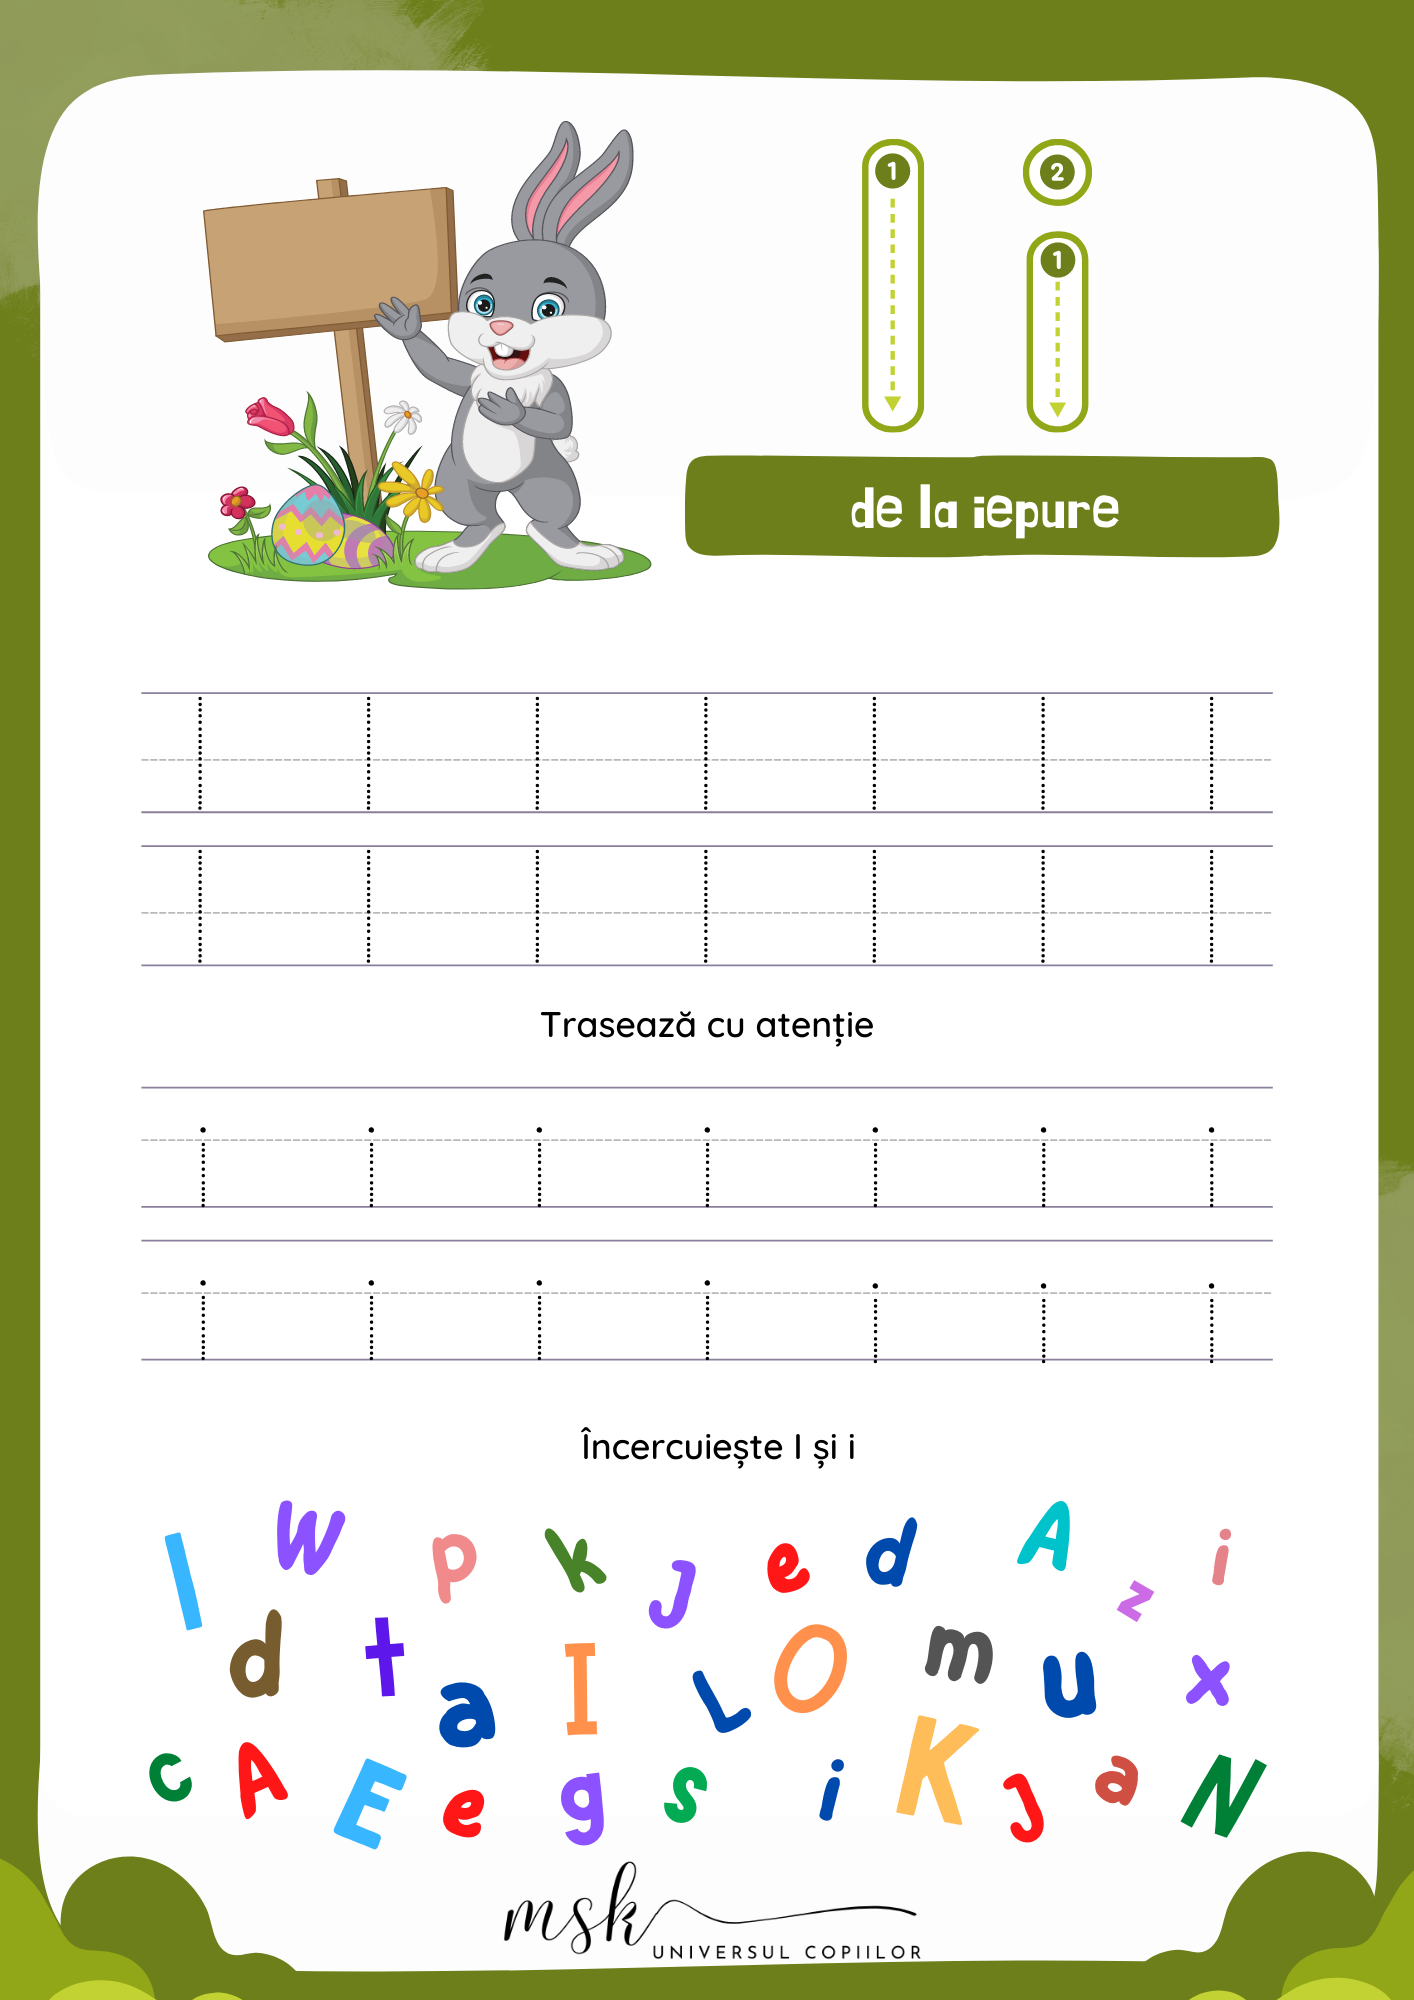 I i
1 2
1
de la iepure
Trasează cu atenție
Încercuiește I și i
I W p k J e d A z i
d t a I L O m u x
c A E e g s i K J a N
msk
UNIVERSUL COPIILOR